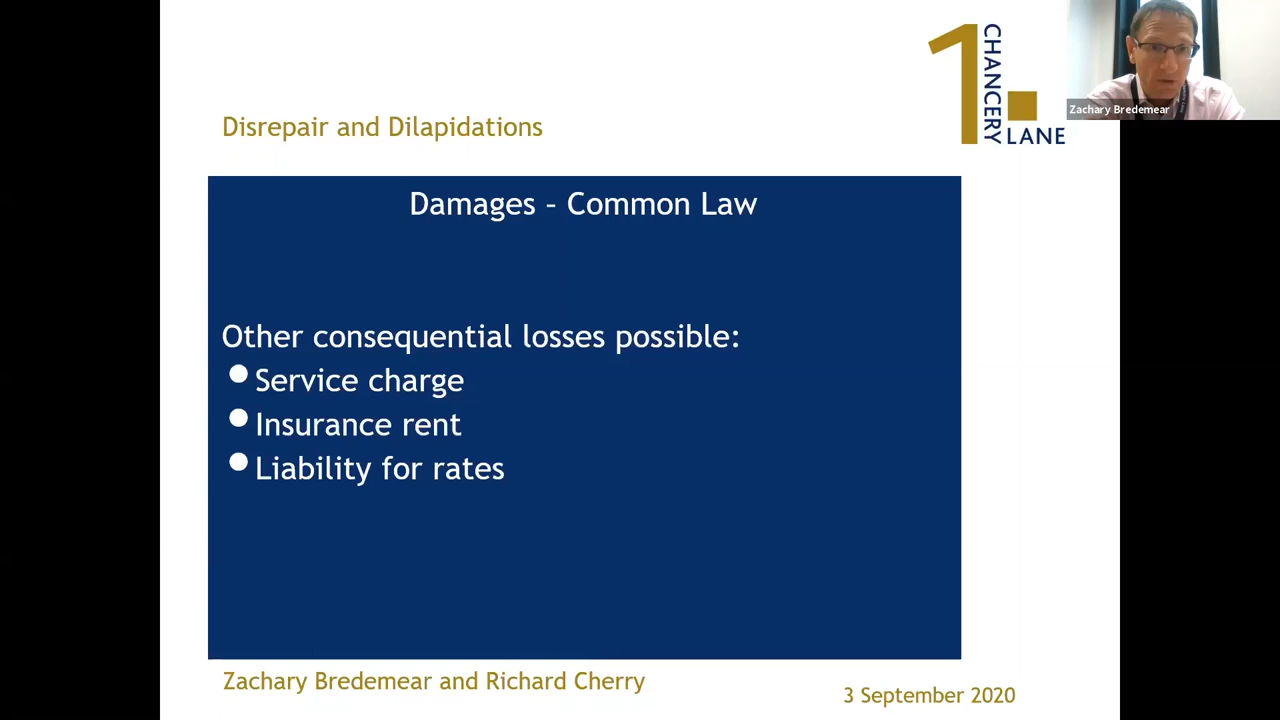 1 CHANCERY LANE
Zachary Bredemear
Disrepair and Dilapidations
Damages – Common Law
Other consequential losses possible:
● Service charge
● Insurance rent
● Liability for rates
Zachary Bredemear and Richard Cherry
3 September 2020